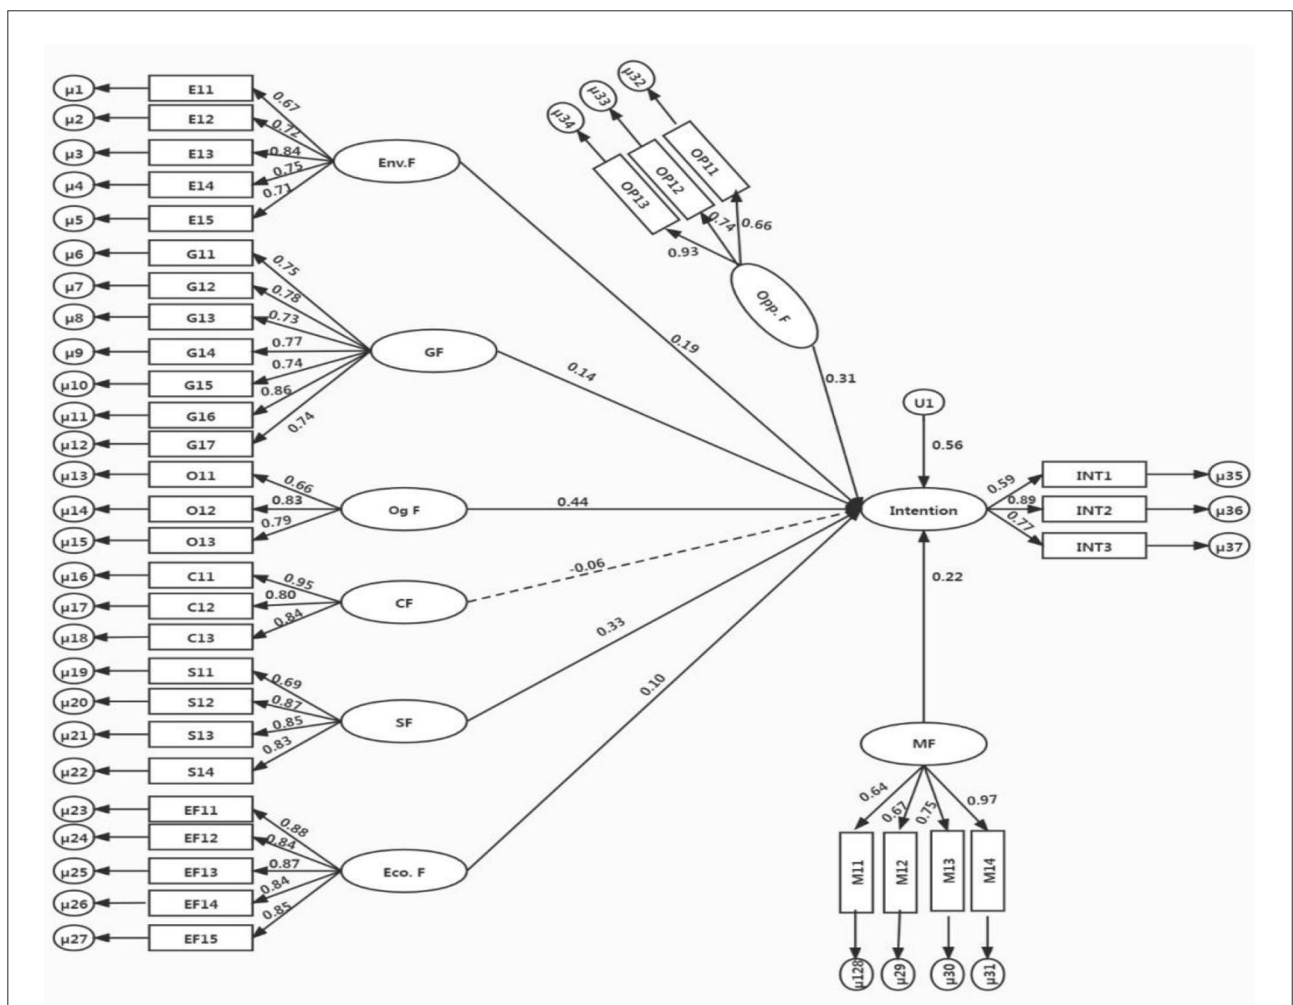 μ1 E11 0.67
μ2 E12 0.72
μ3 E13 0.84 Env.F
μ4 E14 0.75
μ5 E15 0.71
μ6 G11 0.75
μ7 G12 0.78
μ8 G13 0.73
μ9 G14 0.77 GF
μ10 G15 0.74
μ11 G16 0.86
μ12 G17 0.74
μ13 O11 0.66
μ14 O12 0.83 Og F
μ15 O13 0.79
μ16 C11 0.95
μ17 C12 0.80 CF
μ18 C13 0.84
μ19 S11 0.69
μ20 S12 0.87 SF
μ21 S13 0.85
μ22 S14 0.83
μ23 EF11 0.88
μ24 EF12 0.84
μ25 EF13 0.87 Eco. F
μ26 EF14 0.84
μ27 EF15 0.85
μ34 μ33 μ32
OP13 OP12 OP11
0.93 0.74 0.66
Opp. F
0.19
0.14
0.31
0.44
-0.06
0.33
0.10
U1
0.56
Intention
0.59 INT1 μ35
0.89 INT2 μ36
0.77 INT3 μ37
0.22
MF
0.64 0.67 0.75 0.97
M11 M12 M13 M14
μ128 μ29 μ30 μ31